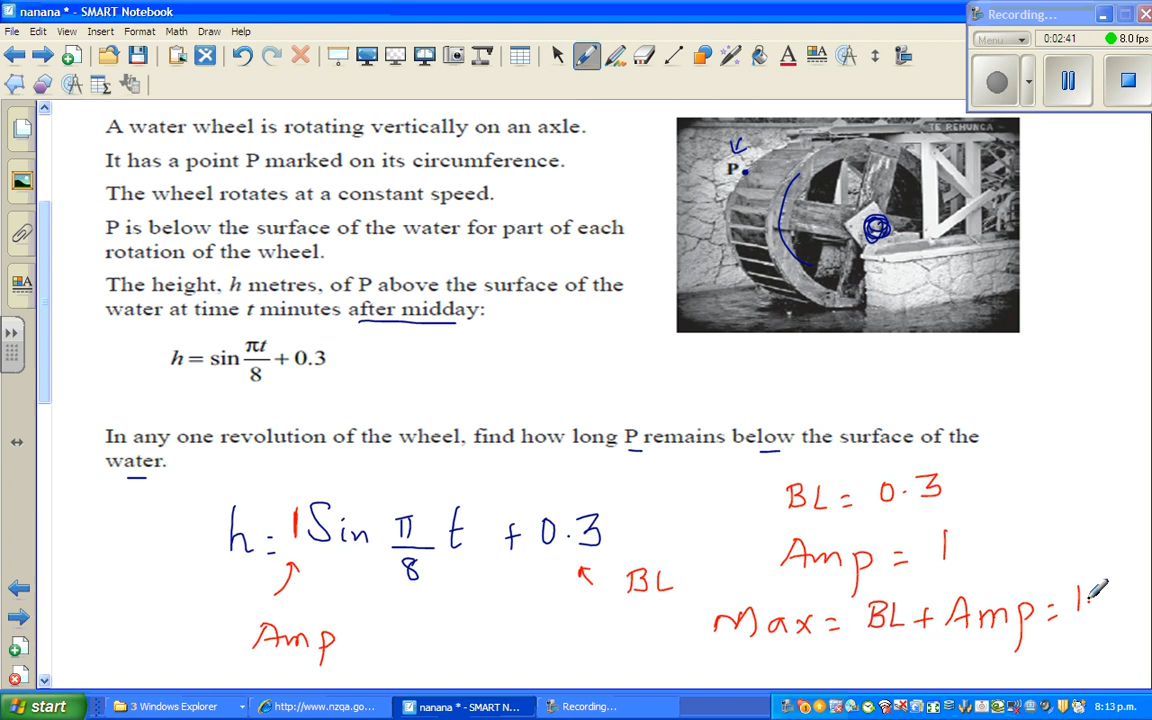 nanana * - SMART Notebook
Recording...
File Edit View Insert Format Math Draw Help
Menu
0:02:41
8.0 fps
A water wheel is rotating vertically on an axle.
It has a point P marked on its circumference.
The wheel rotates at a constant speed.
P is below the surface of the water for part of each
rotation of the wheel.
The height, h metres, of P above the surface of the
water at time t minutes after midday:
h = sin πt/8 + 0.3
TE REHUNGA
P
In any one revolution of the wheel, find how long P remains below the surface of the
water.
h = 1 Sin π/8 t + 0.3
Amp
BL
BL = 0.3
Amp = 1
Max = BL + Amp = 1
start
3 Windows Explorer
http://www.nzqa.go...
nanana * - SMART N...
Recording...
8:13 p.m.